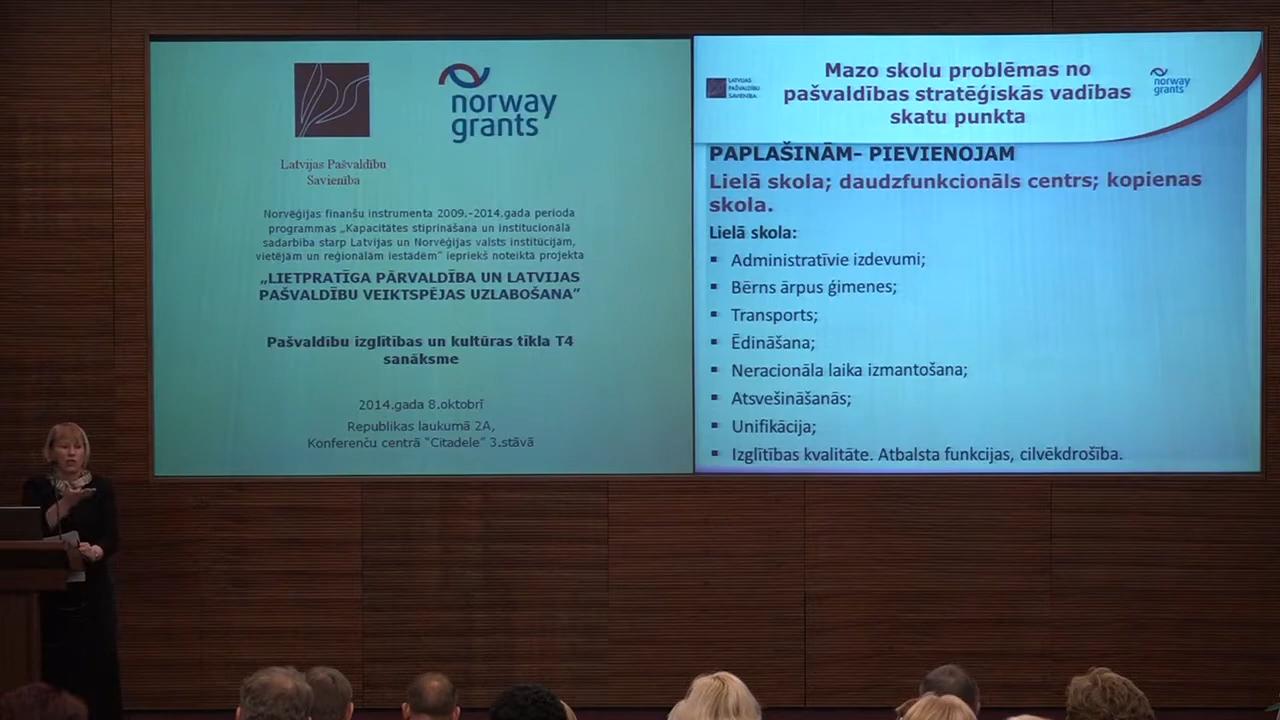 norway
grants
Latvijas Pašvaldību
Savienība
Norvēģijas finanšu instrumenta 2009.-2014.gada perioda
programmas „Kapacitātes stiprināšana un institucionālā
sadarbība starp Latvijas un Norvēģijas valsts institūcijām,
vietējām un reģionālām iestādēm” iepriekš noteiktā projekta
„LIETPRATĪGA PĀRVALDĪBA UN LATVIJAS
PAŠVALDĪBU VEIKTSPĒJAS UZLABOŠANA”
Pašvaldību izglītības un kultūras tīkla T4
sanāksme
2014.gada 8.oktobrī
Republikas laukumā 2A,
Konferenču centrā “Citadele” 3.stāvā
LATVIJAS
PAŠVALDĪBU
SAVIENĪBA
Mazo skolu problēmas no
pašvaldības stratēģiskās vadības
skatu punkta
norway
grants
PAPLAŠINĀM- PIEVIENOJAM
Lielā skola; daudzfunkcionāls centrs; kopienas
skola.
Lielā skola:
▪ Administratīvie izdevumi;
▪ Bērns ārpus ģimenes;
▪ Transports;
▪ Ēdināšana;
▪ Neracionāla laika izmantošana;
▪ Atsvešināšanās;
▪ Unifikācija;
▪ Izglītības kvalitāte. Atbalsta funkcijas, cilvēkdrošība.